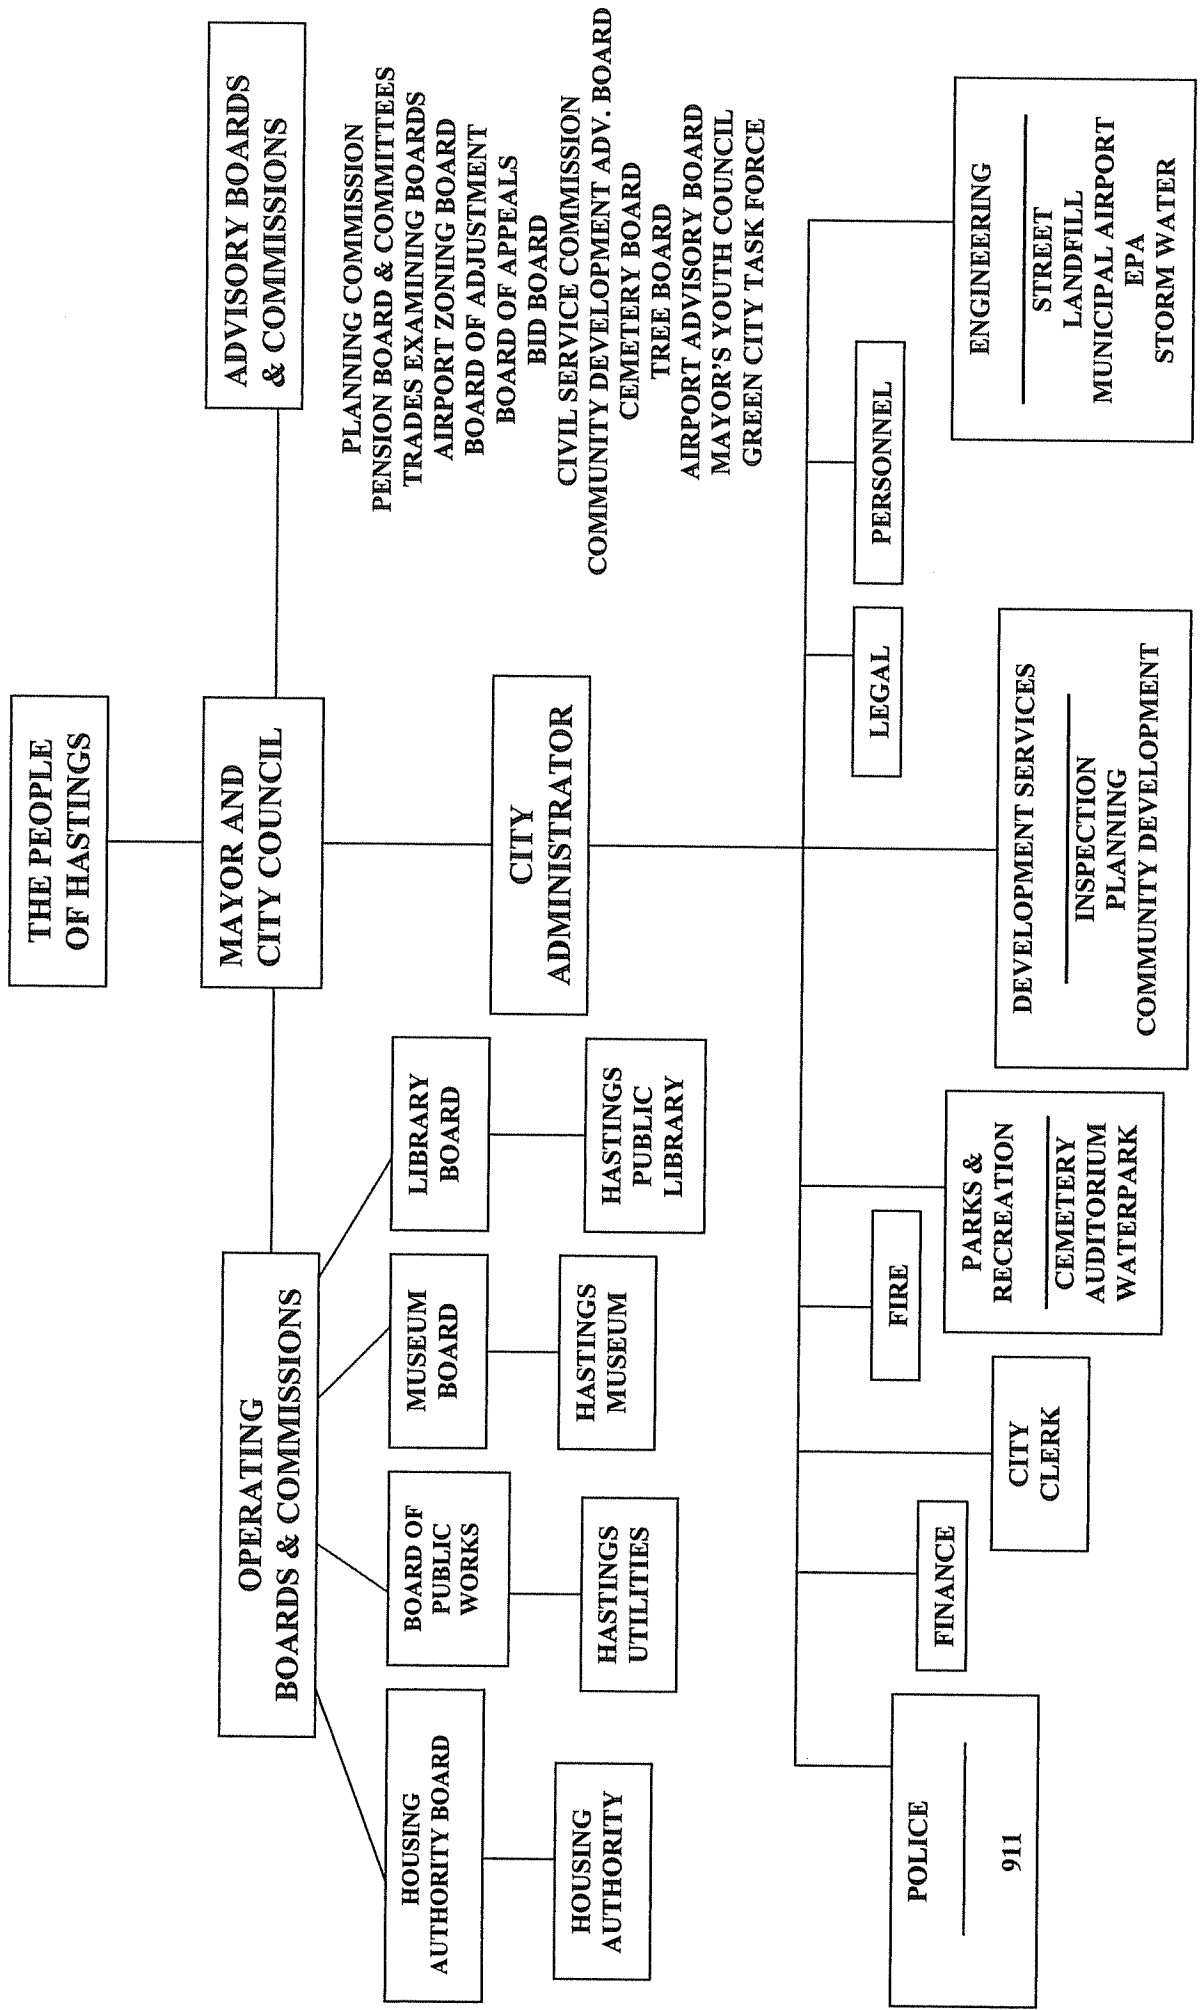 THE PEOPLE
OF HASTINGS
OPERATING
BOARDS & COMMISSIONS
MAYOR AND
CITY COUNCIL
ADVISORY BOARDS
& COMMISSIONS
HOUSING
AUTHORITY BOARD
BOARD OF
PUBLIC
WORKS
MUSEUM
BOARD
LIBRARY
BOARD
HOUSING
AUTHORITY
HASTINGS
UTILITIES
HASTINGS
MUSEUM
HASTINGS
PUBLIC
LIBRARY
CITY
ADMINISTRATOR
PLANNING COMMISSION
PENSION BOARD & COMMITTEES
TRADES EXAMINING BOARDS
AIRPORT ZONING BOARD
BOARD OF ADJUSTMENT
BOARD OF APPEALS
BID BOARD
CIVIL SERVICE COMMISSION
COMMUNITY DEVELOPMENT ADV. BOARD
CEMETERY BOARD
TREE BOARD
AIRPORT ADVISORY BOARD
MAYOR'S YOUTH COUNCIL
GREEN CITY TASK FORCE
POLICE
911
FINANCE
CITY
CLERK
FIRE
PARKS &
RECREATION
CEMETERY
AUDITORIUM
WATERPARK
DEVELOPMENT SERVICES
INSPECTION
PLANNING
COMMUNITY DEVELOPMENT
LEGAL
PERSONNEL
ENGINEERING
STREET
LANDFILL
MUNICIPAL AIRPORT
EPA
STORM WATER